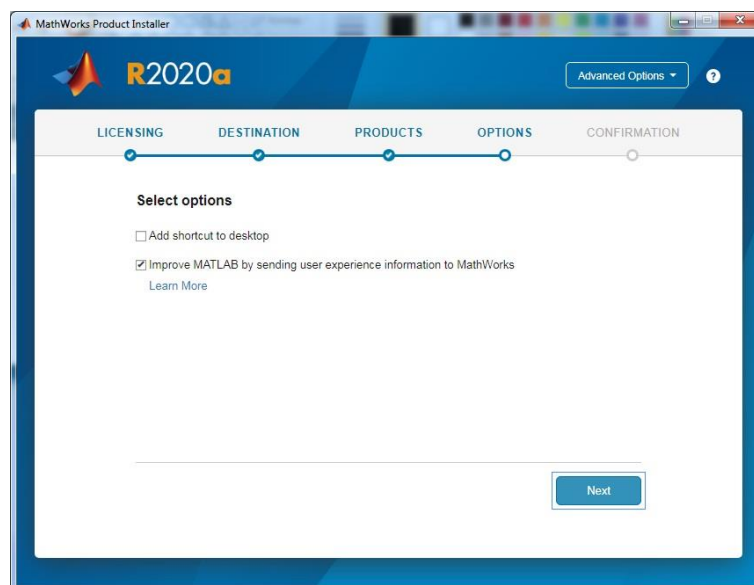 MathWorks Product Installer
R2020a
Advanced Options
?
LICENSING DESTINATION PRODUCTS OPTIONS CONFIRMATION
Select options
Add shortcut to desktop
Improve MATLAB by sending user experience information to MathWorks
Learn More
Next